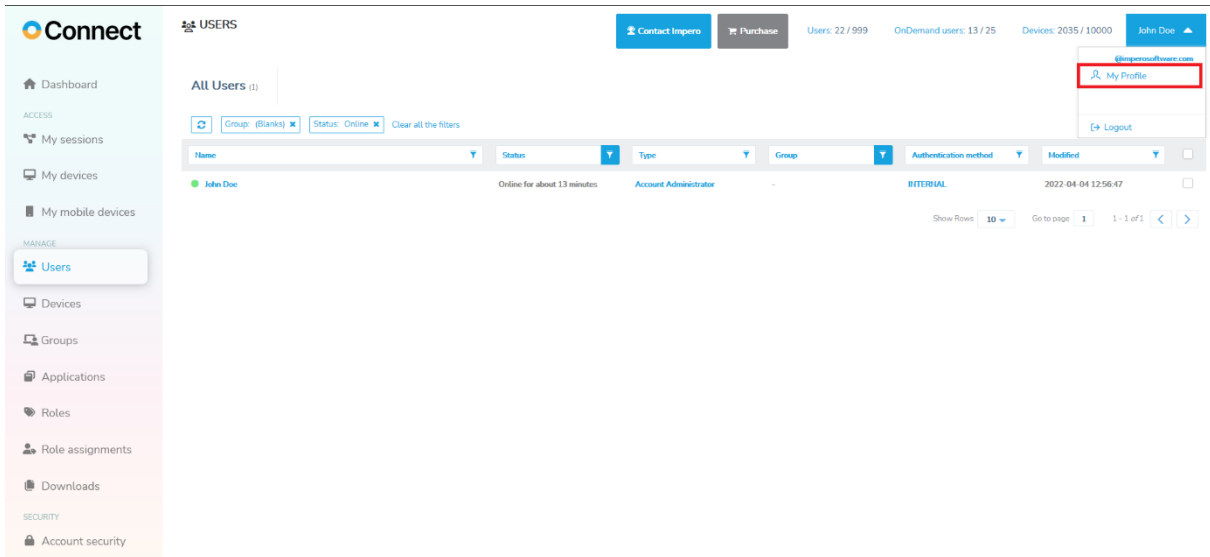 Connect
USERS
Contact Impero
Purchase
Users: 22 / 999
OnDemand users: 13 / 25
Devices: 2035 / 10000
John Doe
@imperosoftware.com
My Profile
Logout
Dashboard
ACCESS
My sessions
My devices
My mobile devices
MANAGE
Users
Devices
Groups
Applications
Roles
Role assignments
Downloads
SECURITY
Account security
All Users (1)
Group: (Blanks) ✖ Status: Online ✖ Clear all the filters
Name Status Type Group Authentication method Modified
John Doe Online for about 13 minutes Account Administrator - INTERNAL 2022-04-04 12:56:47
Show Rows 10 Go to page 1 1 - 1 of 1 < >